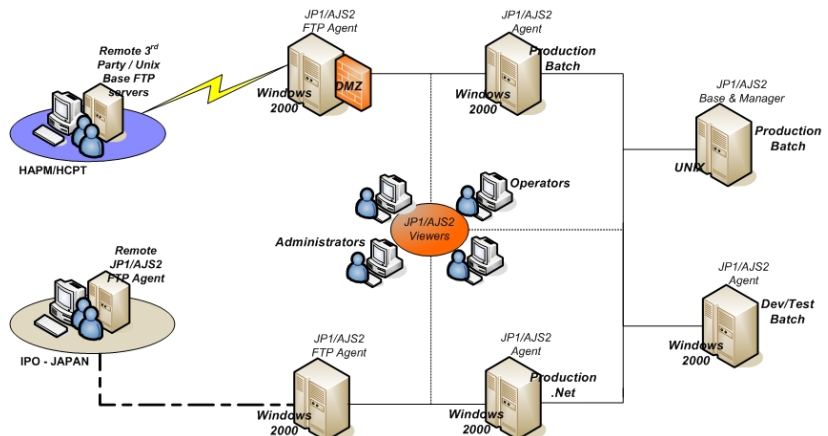 JP1/AJS2
FTP Agent
DMZ
Windows
2000
JP1/AJS2
Agent
Production
Batch
Windows
2000
Remote 3rd
Party / Unix
Base FTP
servers
HAPM/HCPT
JP1/AJS2
Base & Manager
Production
Batch
UNIX
Operators
JP1/AJS2
Viewers
Administrators
Remote
JP1/AJS2
FTP Agent
IPO - JAPAN
JP1/AJS2
Agent
Dev/Test
Batch
Windows
2000
JP1/AJS2
FTP Agent
Windows
2000
JP1/AJS2
Agent
Production
.Net
Windows
2000